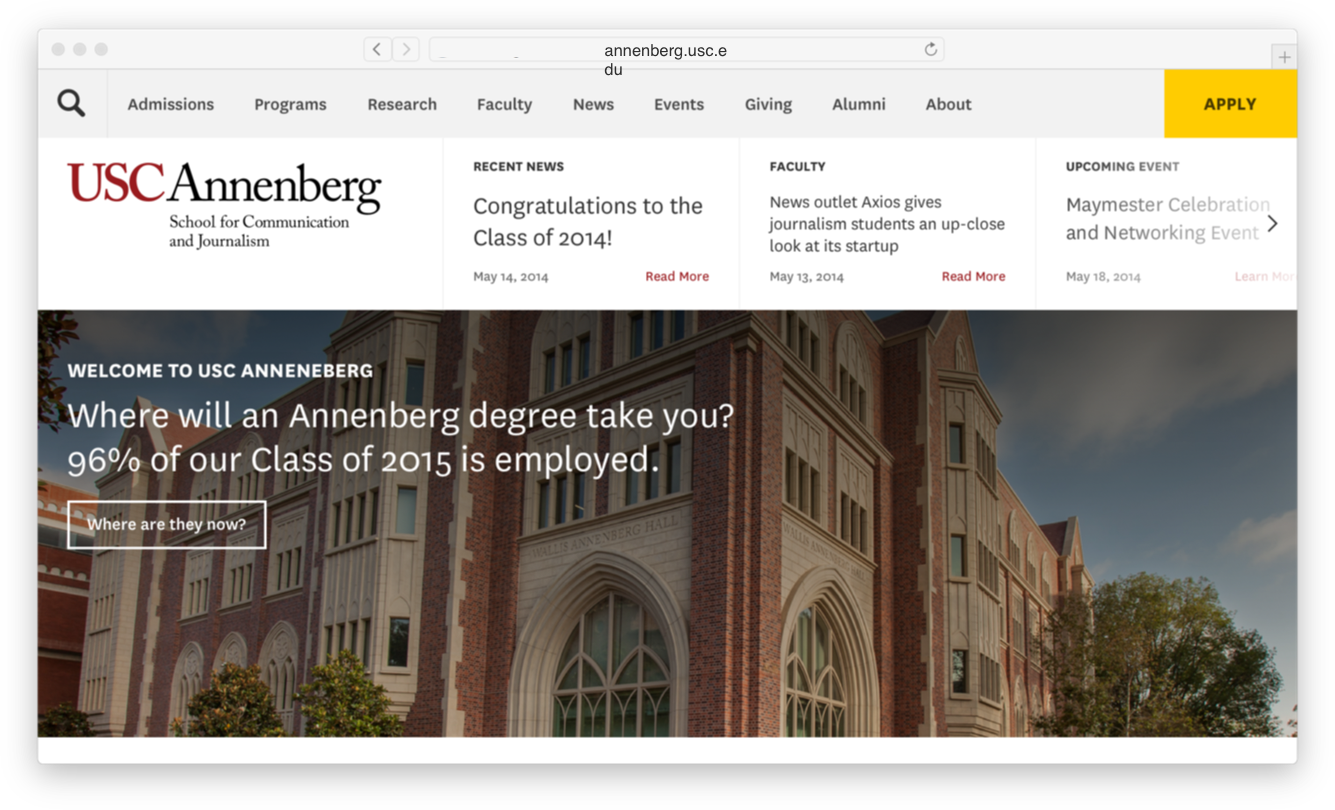 annenberg.usc.e
du
Admissions Programs Research Faculty News Events Giving Alumni About APPLY
USC Annenberg
School for Communication
and Journalism
RECENT NEWS
Congratulations to the
Class of 2014!
May 14, 2014 Read More
FACULTY
News outlet Axios gives
journalism students an up-close
look at its startup
May 13, 2014 Read More
UPCOMING EVENT
Maymester Celebration
and Networking Event
May 18, 2014 Learn Mor
WELCOME TO USC ANNENEBERG
Where will an Annenberg degree take you?
96% of our Class of 2015 is employed.
Where are they now?
WALLIS ANNENBERG HALL
WALLIS ANNENBERG HALL